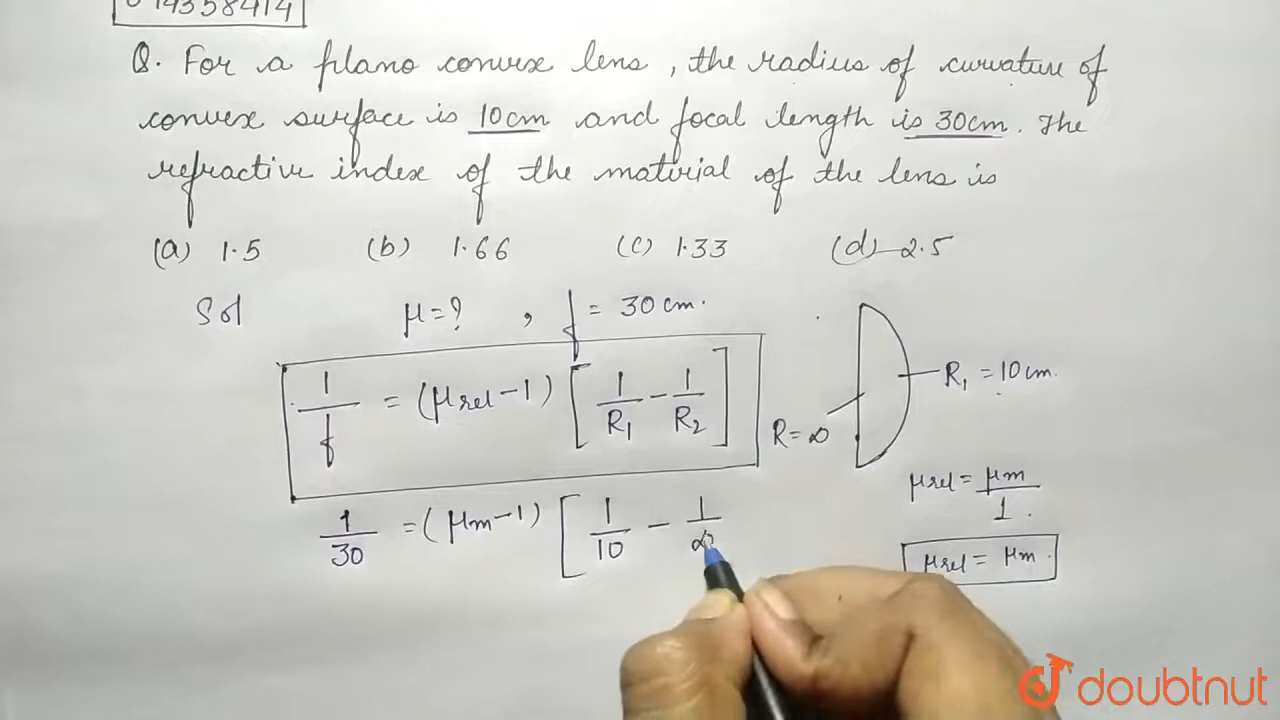 Q. For a plano convex lens, the radius of curvature of
convex surface is 10cm and focal length is 30cm. The
refractive index of the material of the lens is
(a) 1.5 (b) 1.66 (c) 1.33 (d) 2.5
Sol μ = ? , f = 30 cm.
1/f = (μrel - 1) [1/R1 - 1/R2]
R1 = 10cm.
R = ∞
μrel = μm/1.
1/30 = (μm - 1) [1/10 - 1/∞
μrel = μm.
doubtnut